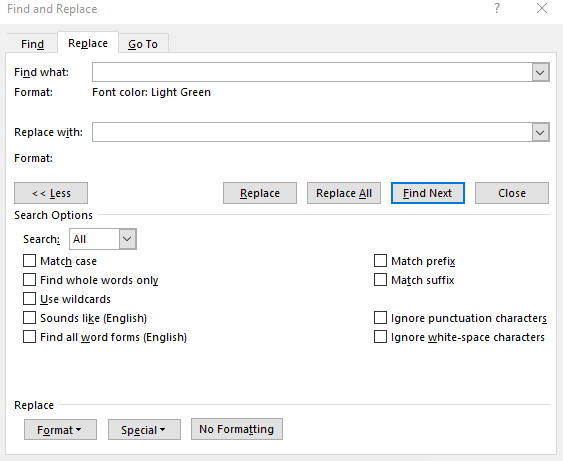 Find and Replace ?
Find Replace Go To
Find what:
Format: Font color: Light Green
Replace with:
Format:
<< Less Replace Replace All Find Next Close
Search Options
Search: All
Match case Match prefix
Find whole words only Match suffix
Use wildcards
Sounds like (English) Ignore punctuation characters
Find all word forms (English) Ignore white-space characters
Replace
Format Special No Formatting